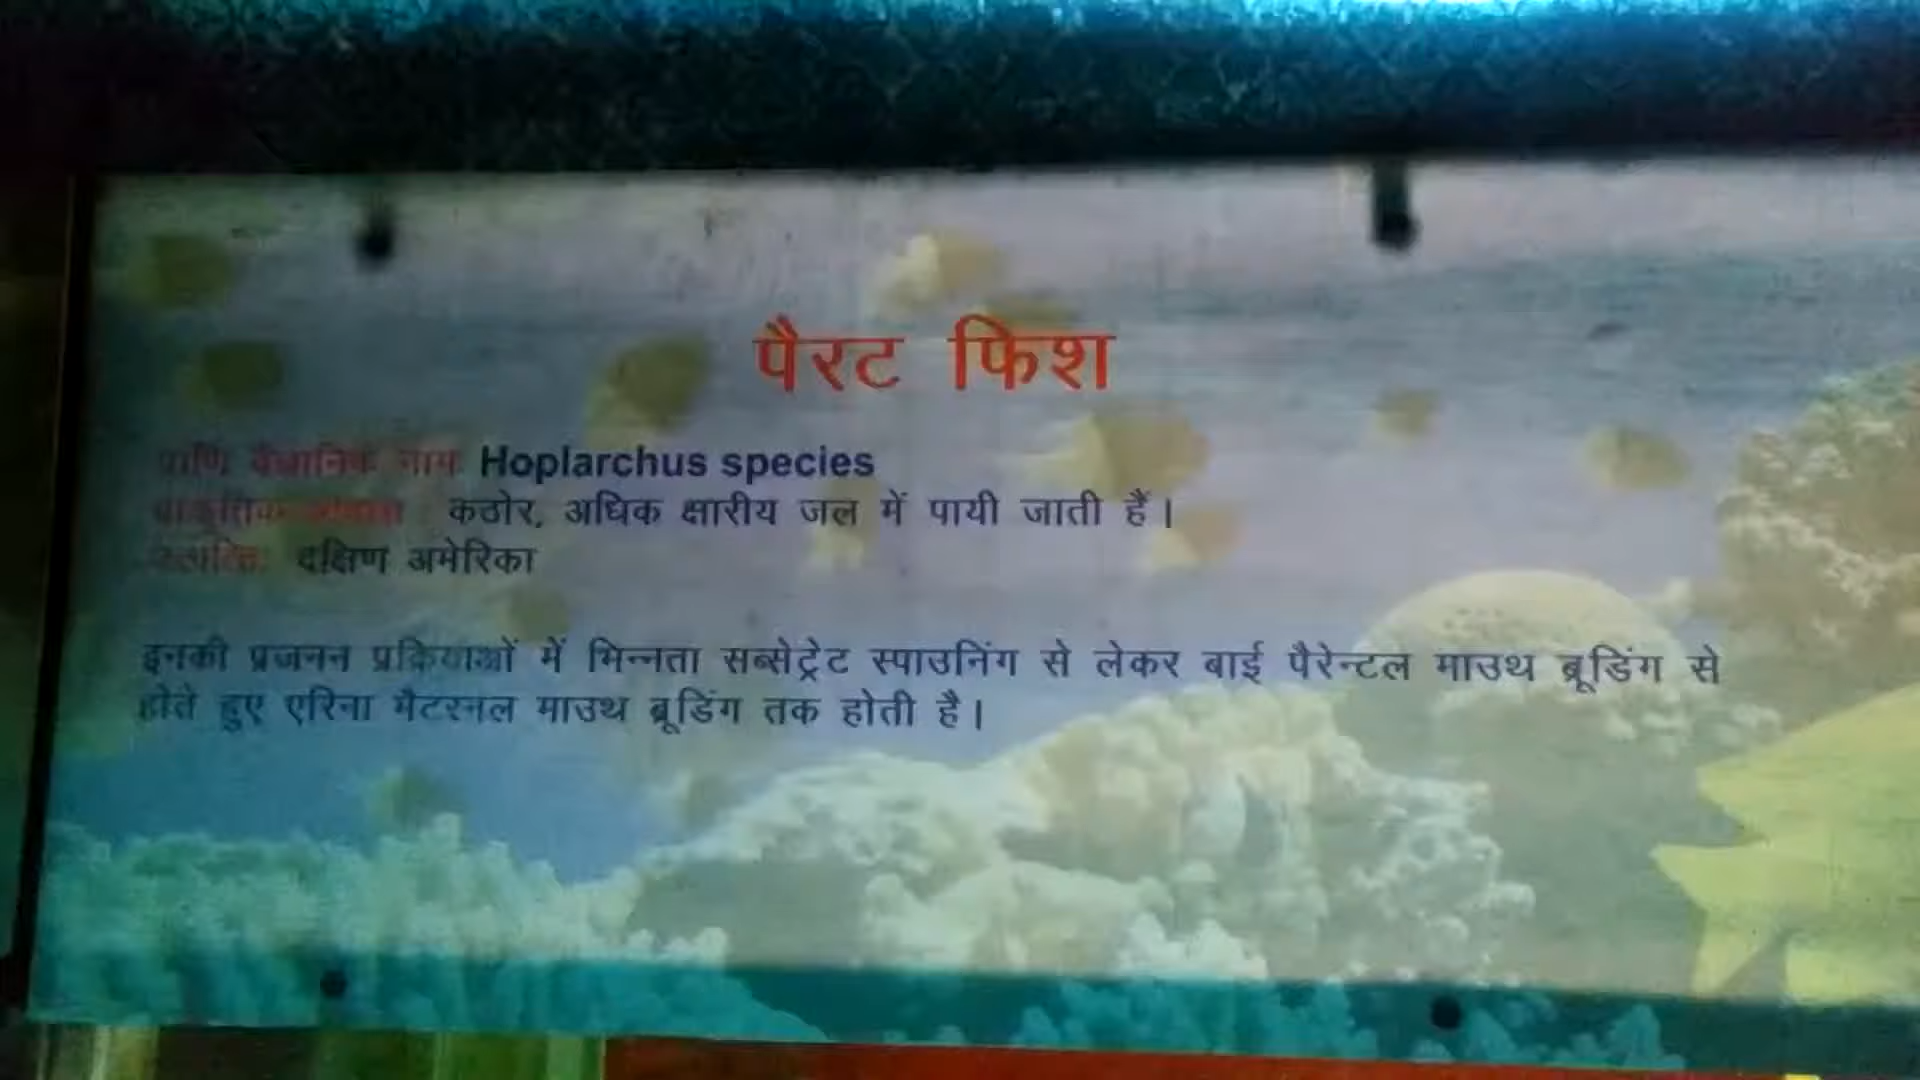 पैरट फिश
प्राणि वैज्ञानिक नाम Hoplarchus species
प्राकृतिक आवास : कठोर, अधिक क्षारीय जल में पायी जाती हैं।
दक्षिण अमेरिका
इनकी प्रजनन प्रक्रियाओं में भिन्नता सब्सेट्रेट स्पाउनिंग से लेकर बाई पैरेन्टल माउथ ब्रूडिंग से
होते हुए एरिना मैटरनल माउथ ब्रूडिंग तक होती है।